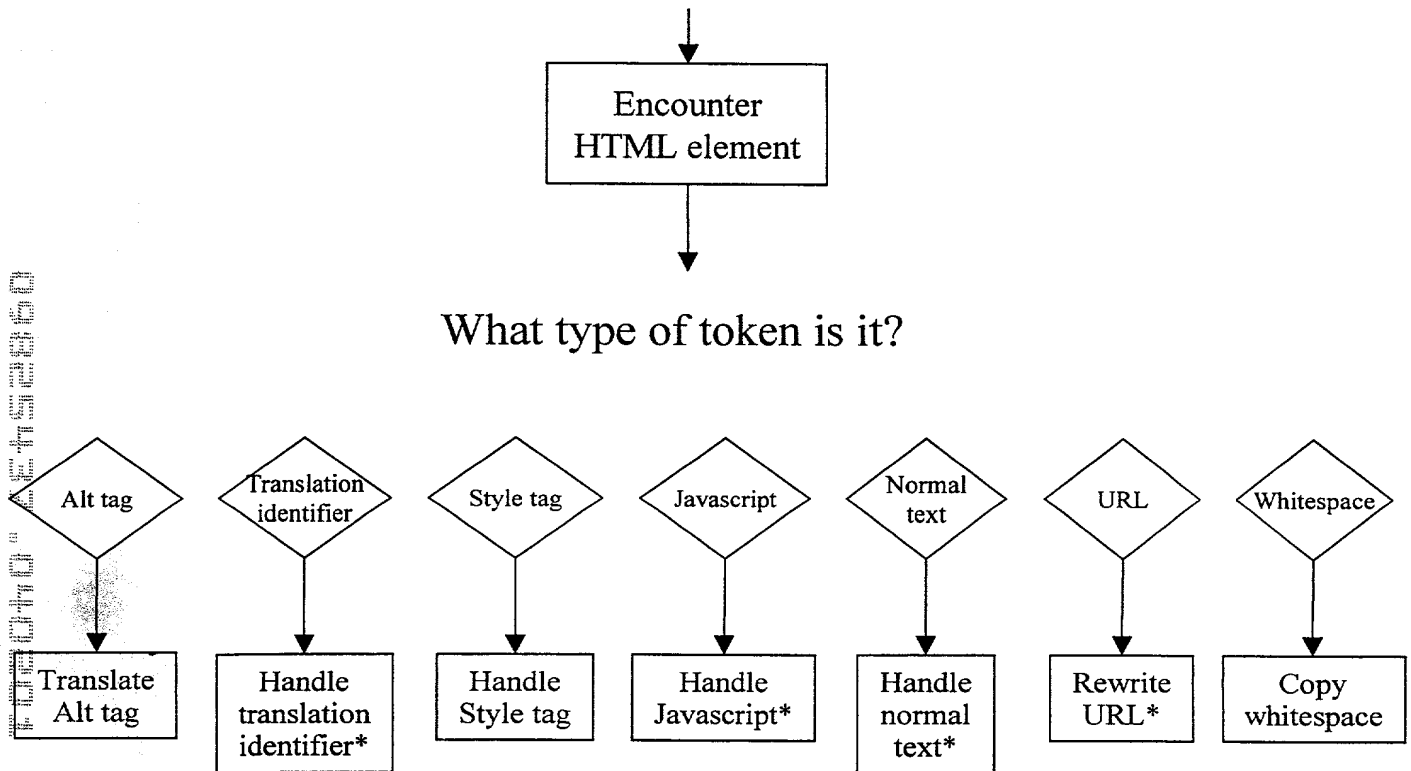 Encounter
HTML element
What type of token is it?
Alt tag
Translation
identifier
Style tag
Javascript
Normal
text
URL
Whitespace
Translate
Alt tag
Handle
translation
identifier*
Handle
Style tag
Handle
Javascript*
Handle
normal
text*
Rewrite
URL*
Copy
whitespace